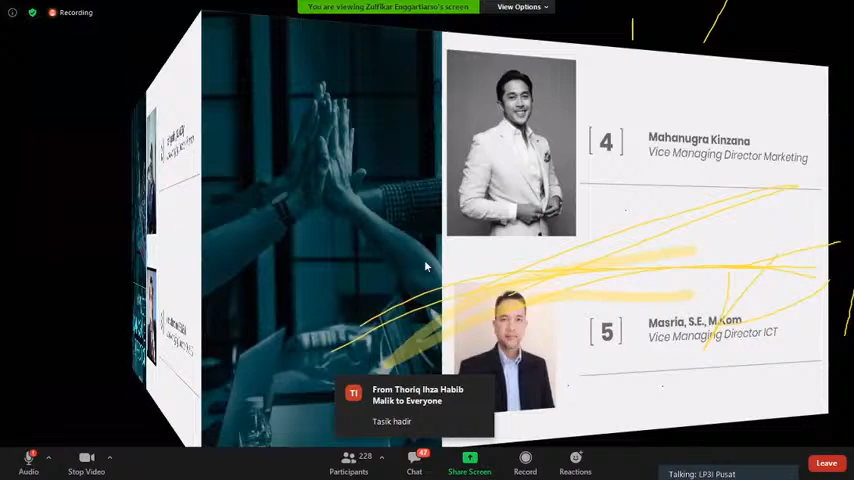 Recording
You are viewing Zulfikar Enggartiarso's screen
View Options
[ 4 ]
Mahanugra Kinzana
Vice Managing Director Marketing
[ 5 ]
Masria, S.E., M.Kom
Vice Managing Director ICT
TI
From Thoriq Ihza Habib
Malik to Everyone
Tasik hadir
1
Audio
Stop Video
228
Participants
47
Chat
Share Screen
Record
Reactions
Talking: LP3I Pusat
Leave